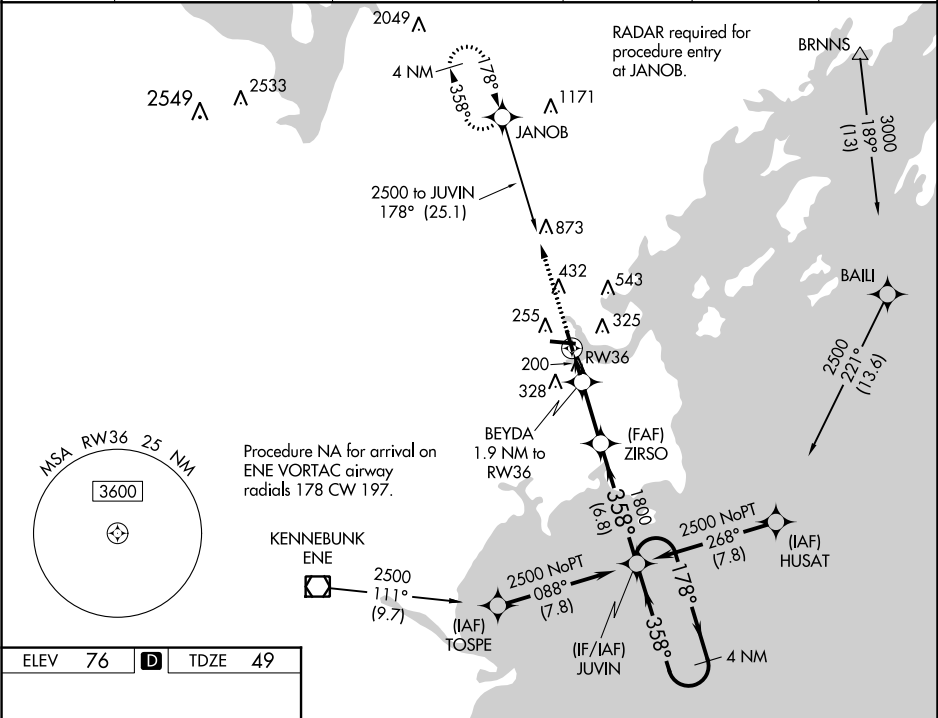 2049
RADAR required for
procedure entry
at JANOB.
BRNNS
4 NM
178°
358°
2549
2533
1171
JANOB
3000
189°
(13)
2500 to JUVIN
178° (25.1)
873
432
543
BAILI
255
325
RW36
200
328
2500
221°
(13.6)
BEYDA
1.9 NM to
RW36
(FAF)
ZIRSO
MSA RW36 25 NM
3600
Procedure NA for arrival on
ENE VORTAC airway
radials 178 CW 197.
1800
358°
(6.8)
2500 NoPT
268°
(7.8)
(IAF)
HUSAT
KENNEBUNK
ENE
2500
111°
(9.7)
2500 NoPT
088°
(7.8)
178°
358°
(IAF)
TOSPE
(IF/IAF)
JUVIN
4 NM
ELEV 76 D TDZE 49